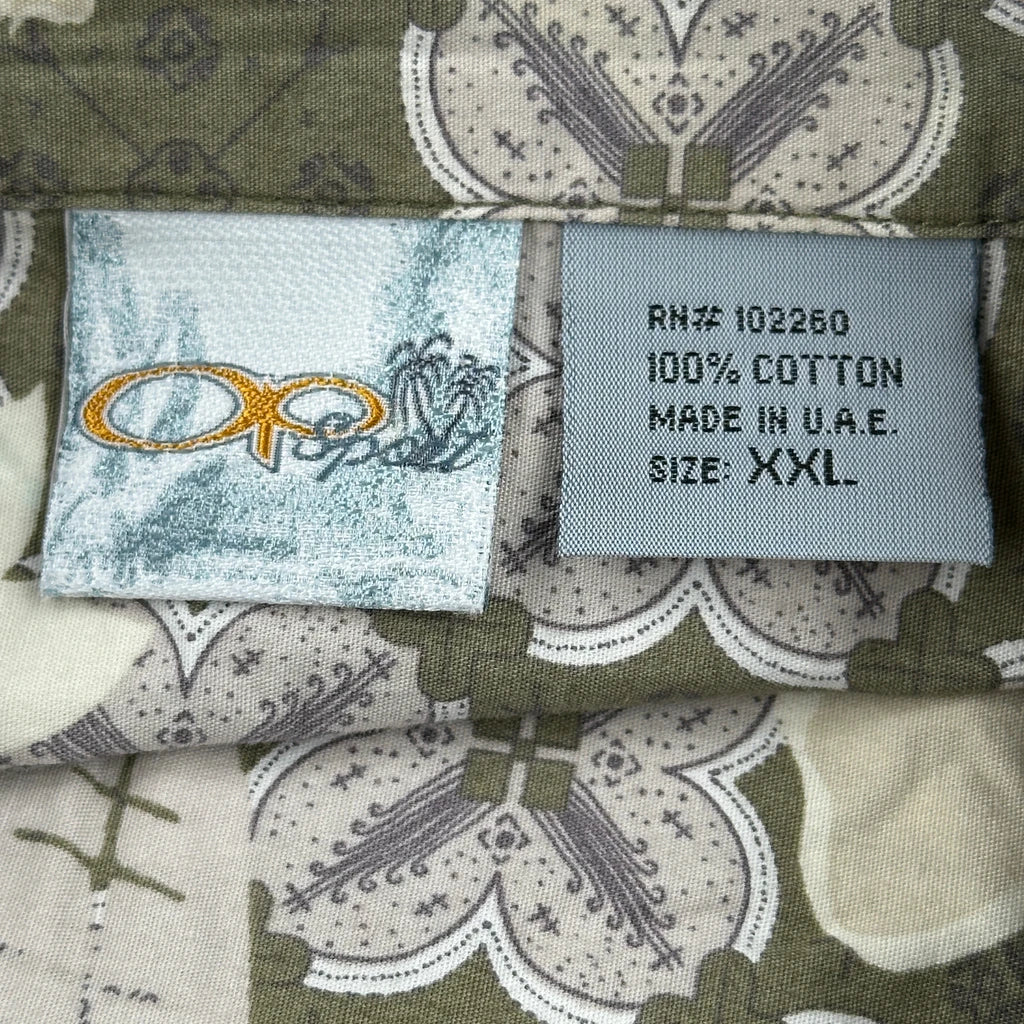 Op
Sport
RN# 102260
100% COTTON
MADE IN U.A.E.
SIZE: XXL